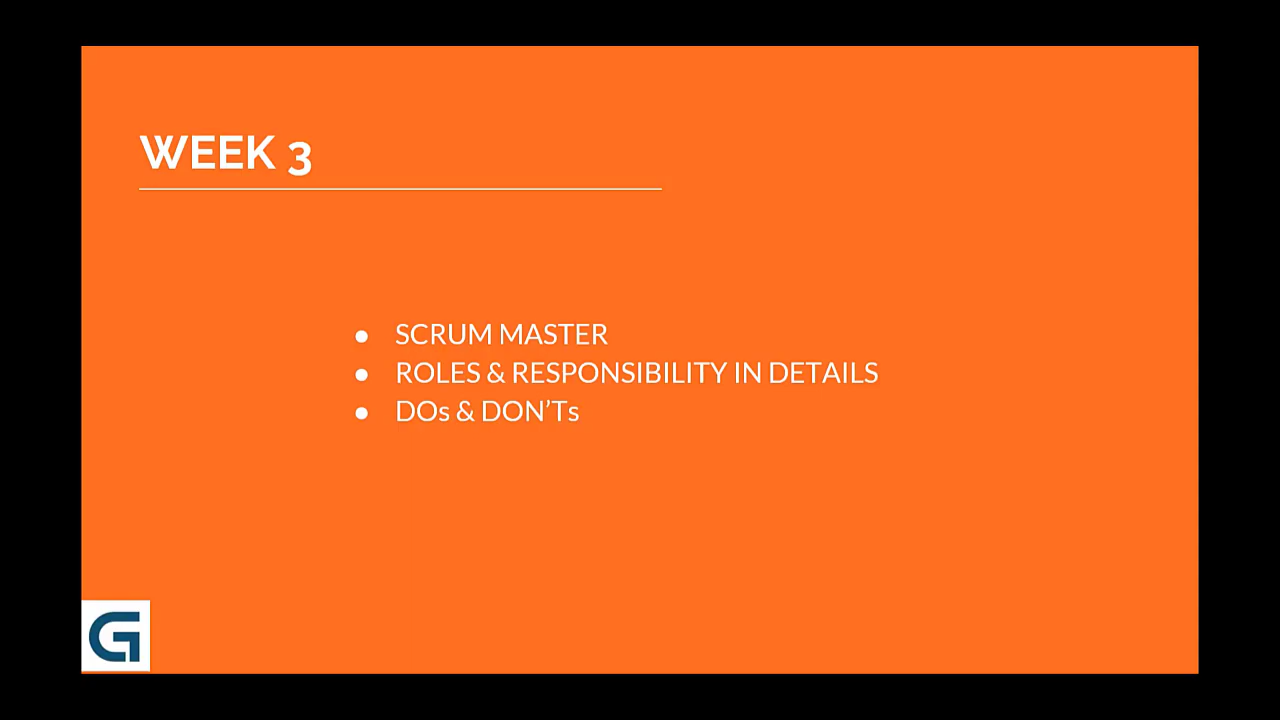 WEEK 3
● SCRUM MASTER
● ROLES & RESPONSIBILITY IN DETAILS
● DOs & DON’Ts